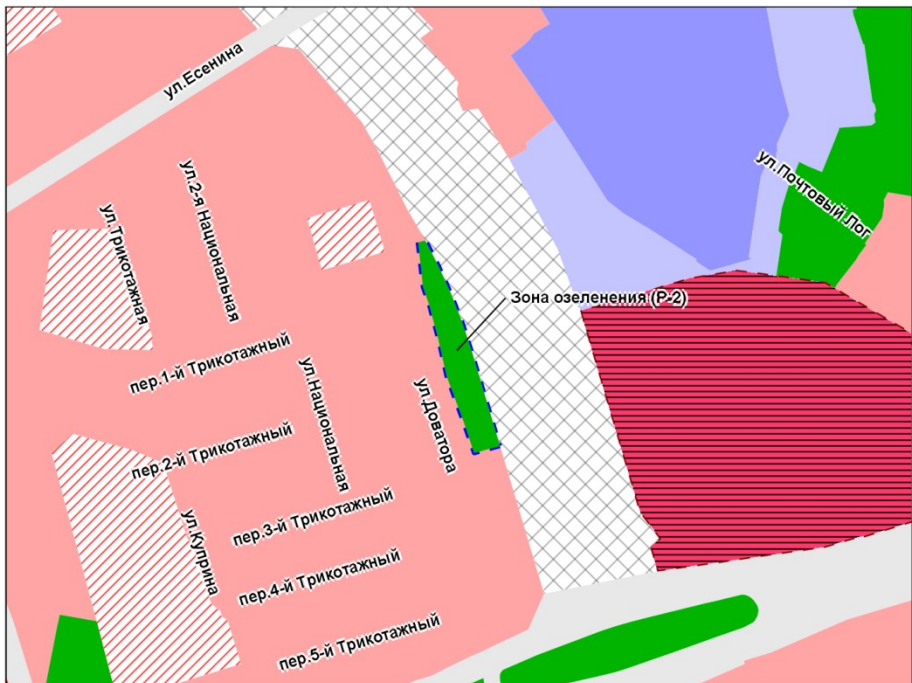 ул.Есенина
ул.2-я Национальная
ул.Трикотажная
ул.Почтовый Лог
Зона озеленения (Р-2)
пер.1-й Трикотажный
ул.Национальная
ул.Доватора
пер.2-й Трикотажный
пер.3-й Трикотажный
ул.Куприна
пер.4-й Трикотажный
пер.5-й Трикотажный